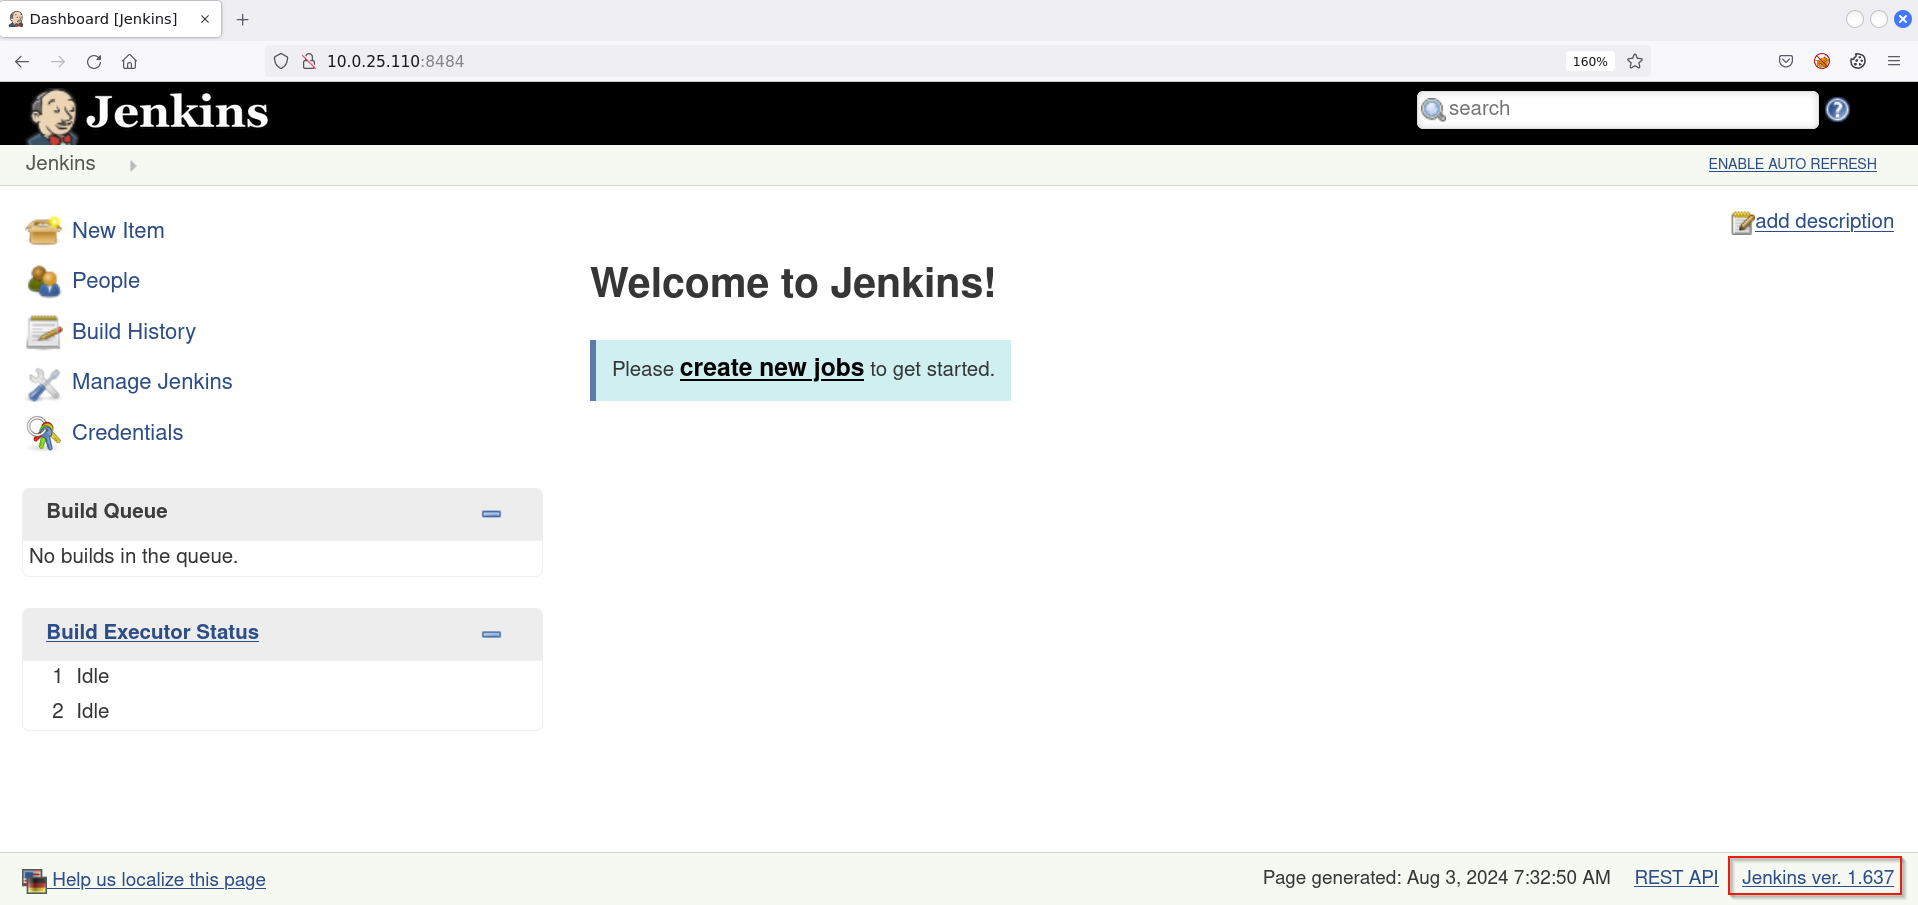 Dashboard [Jenkins]
10.0.25.110:8484
160%
Jenkins
search
Jenkins
ENABLE AUTO REFRESH
New Item
add description
People
Welcome to Jenkins!
Build History
Please create new jobs to get started.
Manage Jenkins
Credentials
Build Queue
No builds in the queue.
Build Executor Status
1 Idle
2 Idle
Help us localize this page
Page generated: Aug 3, 2024 7:32:50 AM REST API Jenkins ver. 1.637